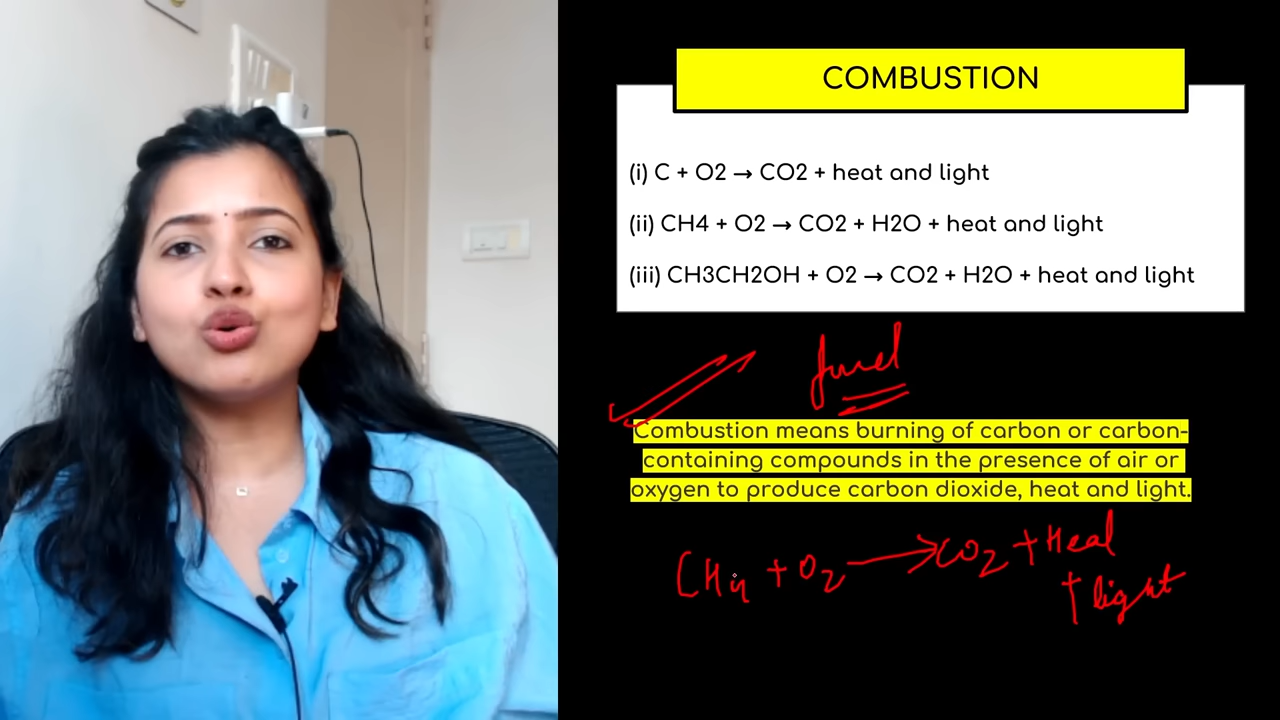 COMBUSTION
(i) C + O2 → CO2 + heat and light
(ii) CH4 + O2 → CO2 + H2O + heat and light
(iii) CH3CH2OH + O2 → CO2 + H2O + heat and light
fuel
Combustion means burning of carbon or carbon-
containing compounds in the presence of air or
oxygen to produce carbon dioxide, heat and light.
CH4 + O2 → CO2 + Heat
+ light